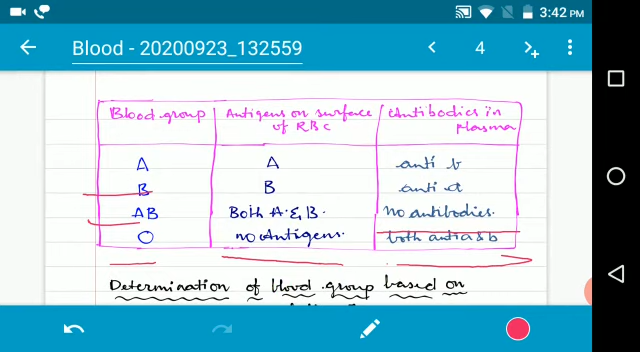 3:42 PM
Blood - 20200923_132559
4
Blood group Antigens on surface of RBC Antibodies in plasma
A A anti b
B B anti a
AB Both A & B. no antibodies.
O no Antigens. both anti a & b
Determination of blood group based on